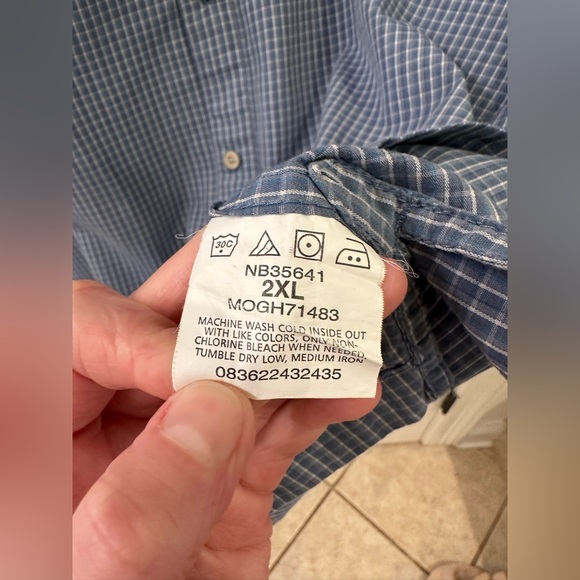 30C
NB35641
2XL
MOGH71483
MACHINE WASH COLD INSIDE OUT
WITH LIKE COLORS, ONLY NON-
CHLORINE BLEACH WHEN NEEDED,
TUMBLE DRY LOW, MEDIUM IRON
083622432435